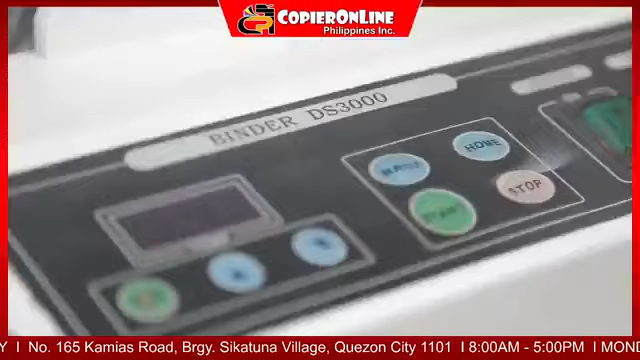 COPIERONLINE
Philippines Inc.
BINDER DS3000
HOME
START
STOP
Y I No. 165 Kamias Road, Brgy. Sikatuna Village, Quezon City 1101 I 8:00AM - 5:00PM I MOND